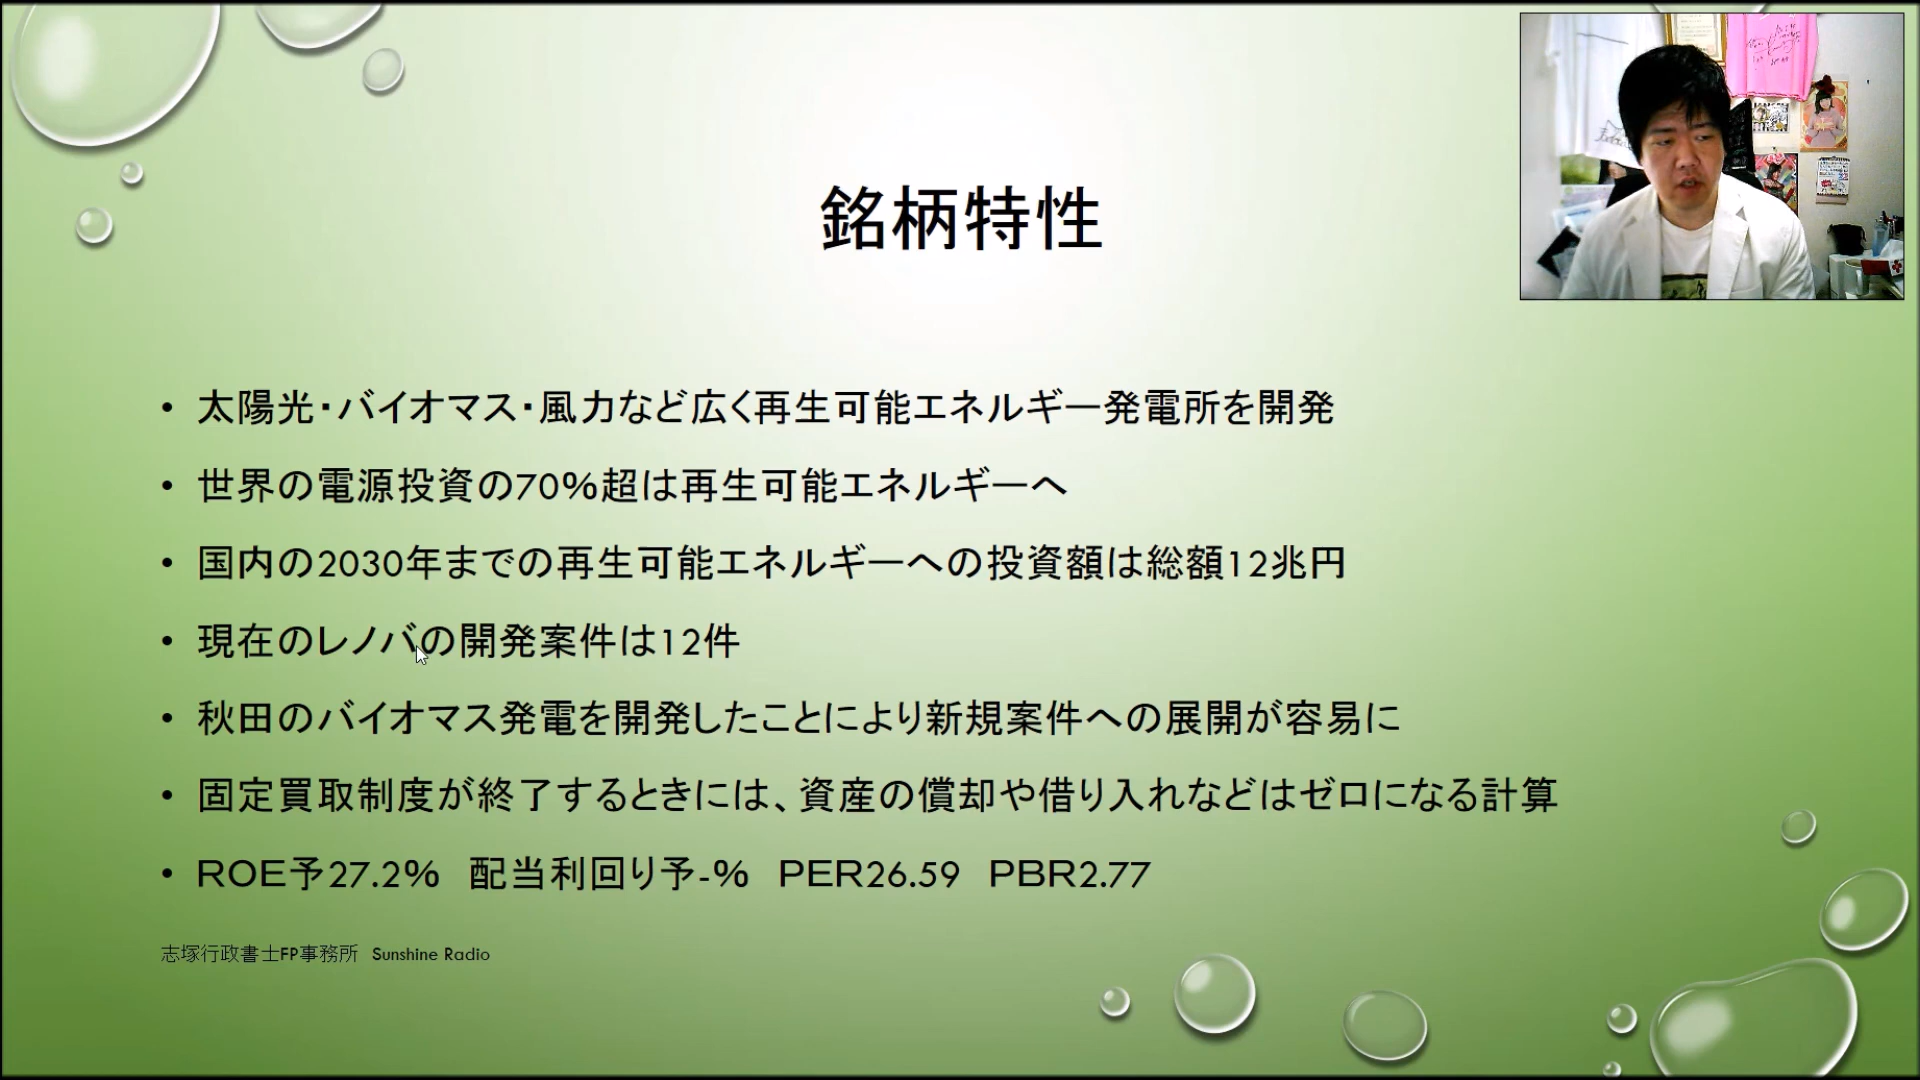 銘柄特性
• 太陽光・バイオマス・風力など広く再生可能エネルギー発電所を開発
• 世界の電源投資の70%超は再生可能エネルギーへ
• 国内の2030年までの再生可能エネルギーへの投資額は総額12兆円
• 現在のレノバの開発案件は12件
• 秋田のバイオマス発電を開発したことにより新規案件への展開が容易に
• 固定買取制度が終了するときには、資産の償却や借り入れなどはゼロになる計算
• ROE予27.2%　配当利回り予-%　PER26.59　PBR2.77
志塚行政書士FP事務所　Sunshine Radio